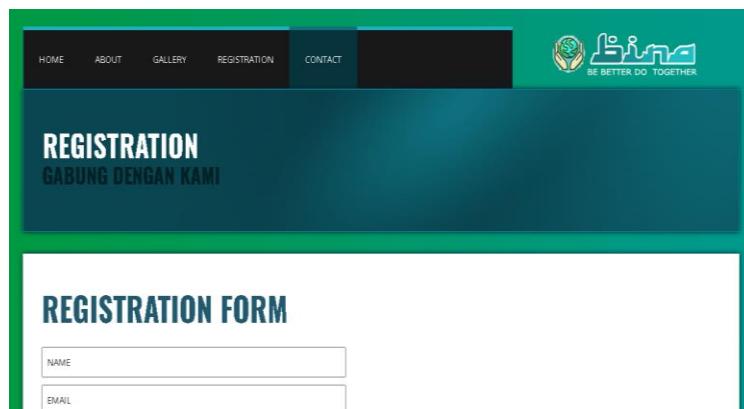 HOME ABOUT GALLERY REGISTRATION CONTACT
bina
BE BETTER DO TOGETHER
REGISTRATION
GABUNG DENGAN KAMI
REGISTRATION FORM
NAME
EMAIL